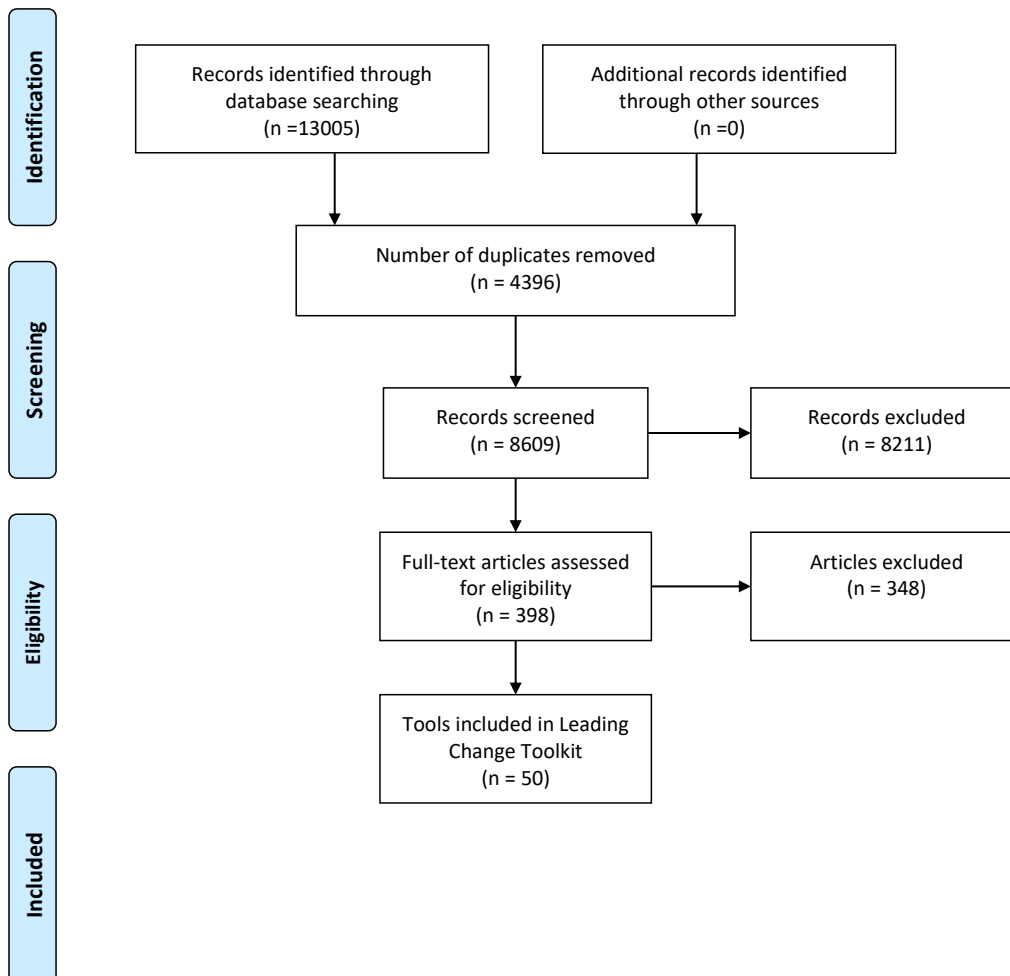 Identification
Records identified through
database searching
(n =13005)
Additional records identified
through other sources
(n =0)
Number of duplicates removed
(n = 4396)
Screening
Records screened
(n = 8609)
Records excluded
(n = 8211)
Eligibility
Full-text articles assessed
for eligibility
(n = 398)
Articles excluded
(n = 348)
Tools included in Leading
Change Toolkit
(n = 50)
Included